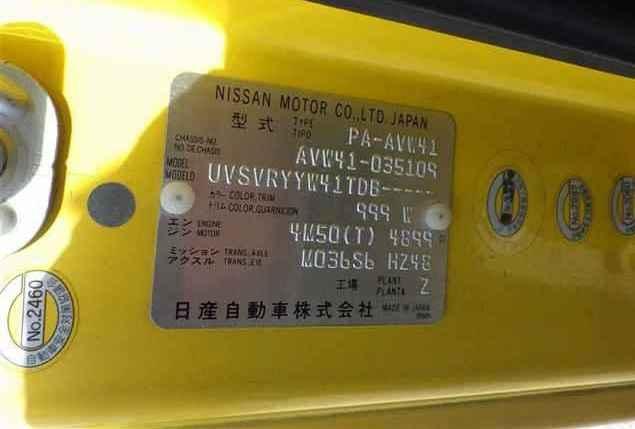 NISSAN MOTOR CO.,LTD. JAPAN
型式 TYPE TIPO PA-AVW41
CHASSIS-NO. NO.DE.CHASIS AVW41-035109
MODEL MODELO UVSVRYYW41TDB-----
カラー COLOR,TRIM
トリム COLOR,GUARNICION 999 W
エンジン ENGINE MOTOR 4M50(T) 4899
ミッション TRANS.,AXLE
アクスル TRANS.,EJE M036S6 HZ48
工場 PLANT PLANTA Z
日産自動車株式会社 MADE IN JAPAN
No.2460